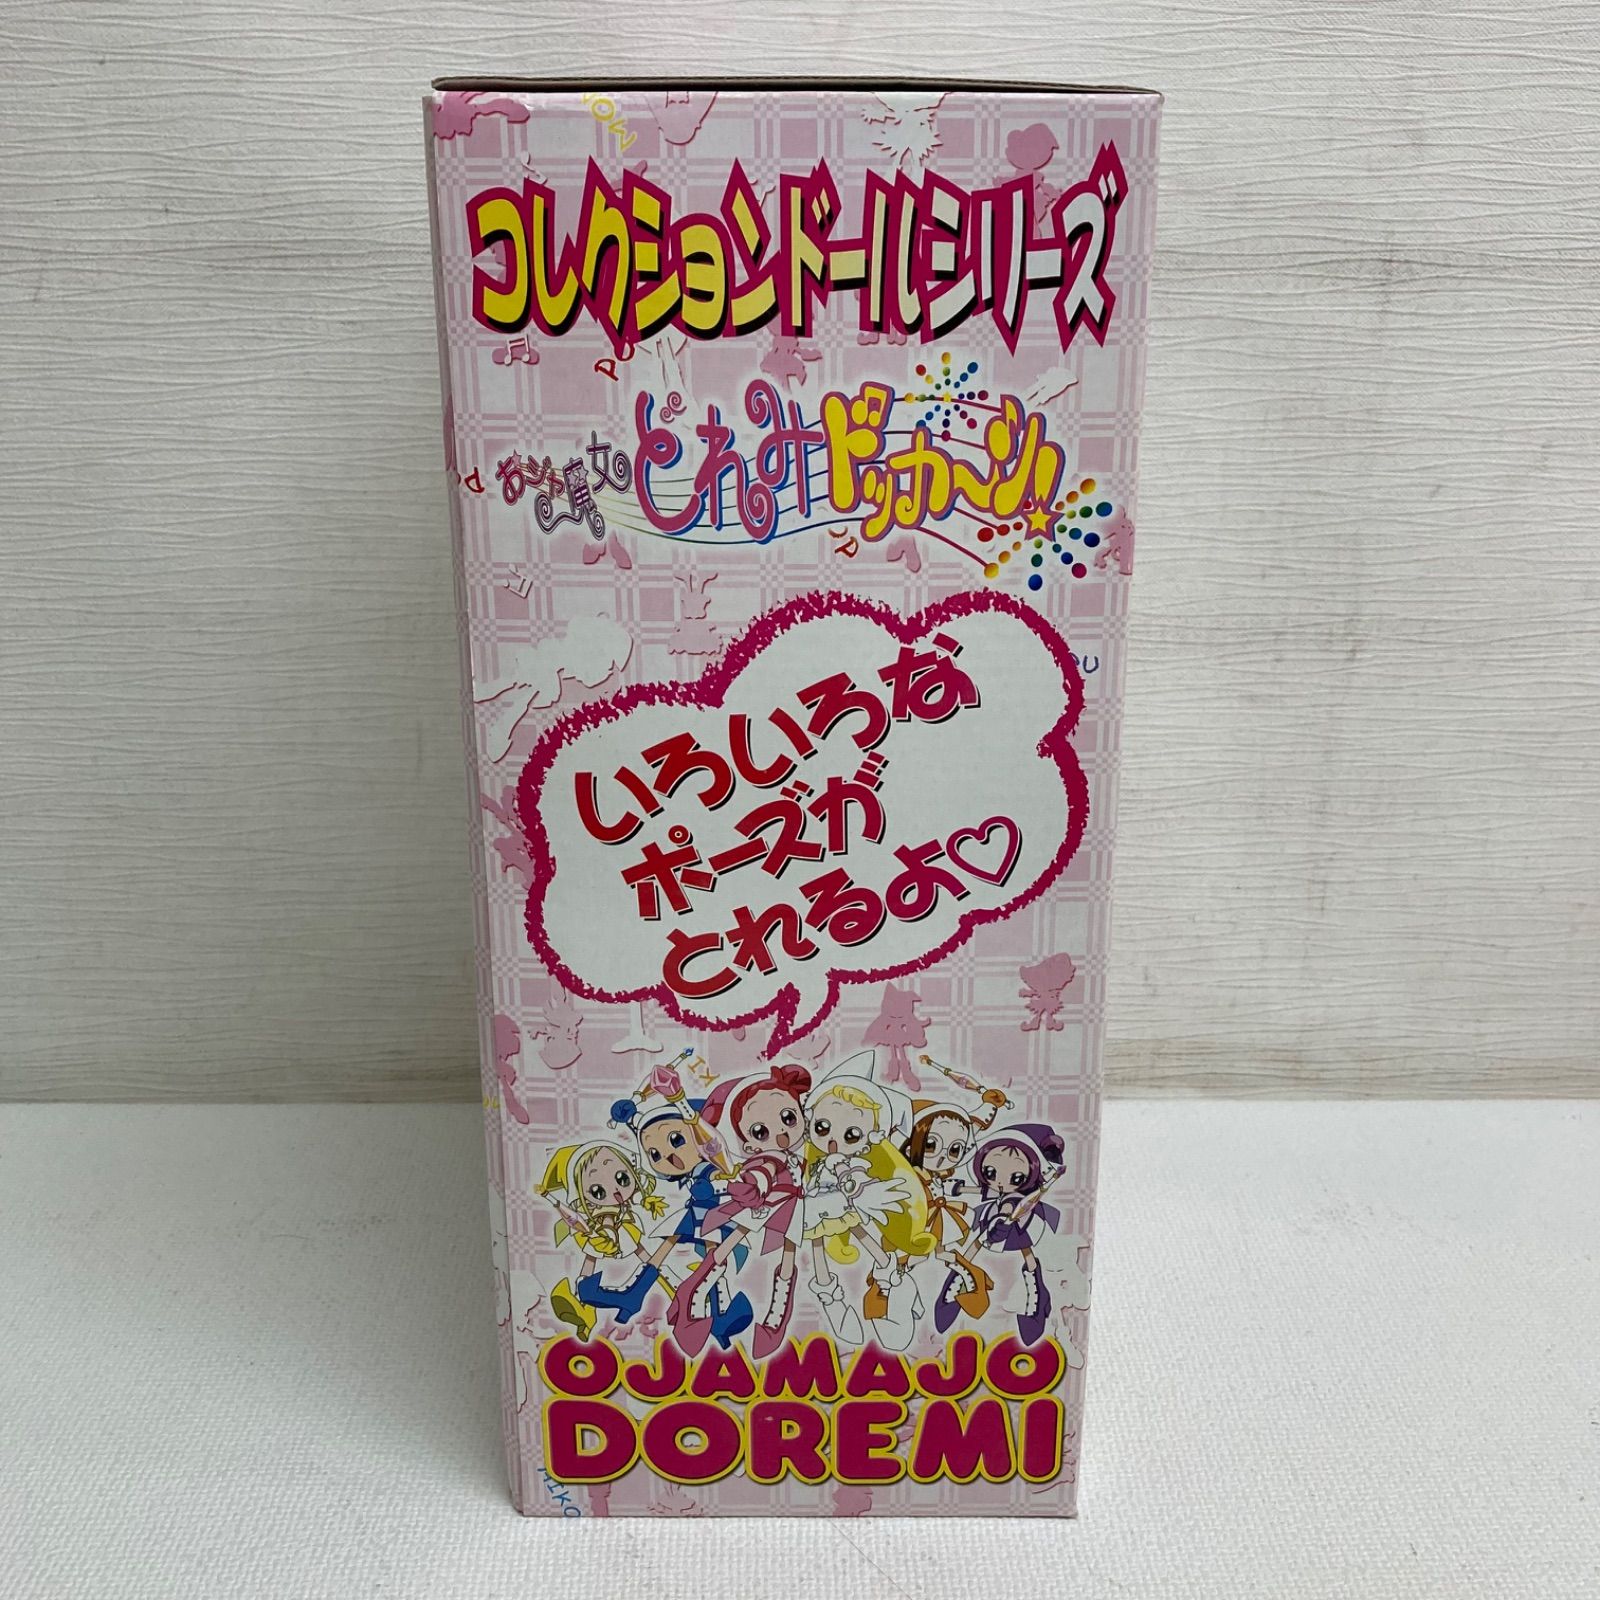 コレクションドールシリーズ
おジャ魔女どれみドッカ～ン!
いろいろな
ポーズが
とれるよ♡
OJAMAJO
DOREMI